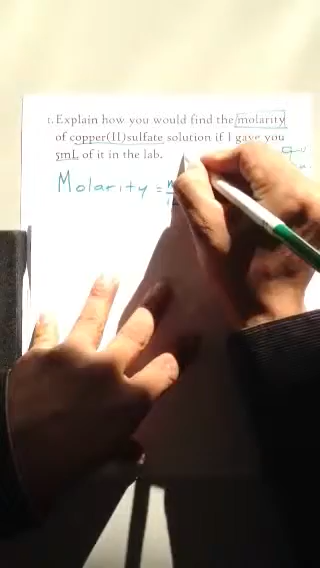 1. Explain how you would find the molarity
of copper(II)sulfate solution if I gave you
5mL of it in the lab.
Molarity =